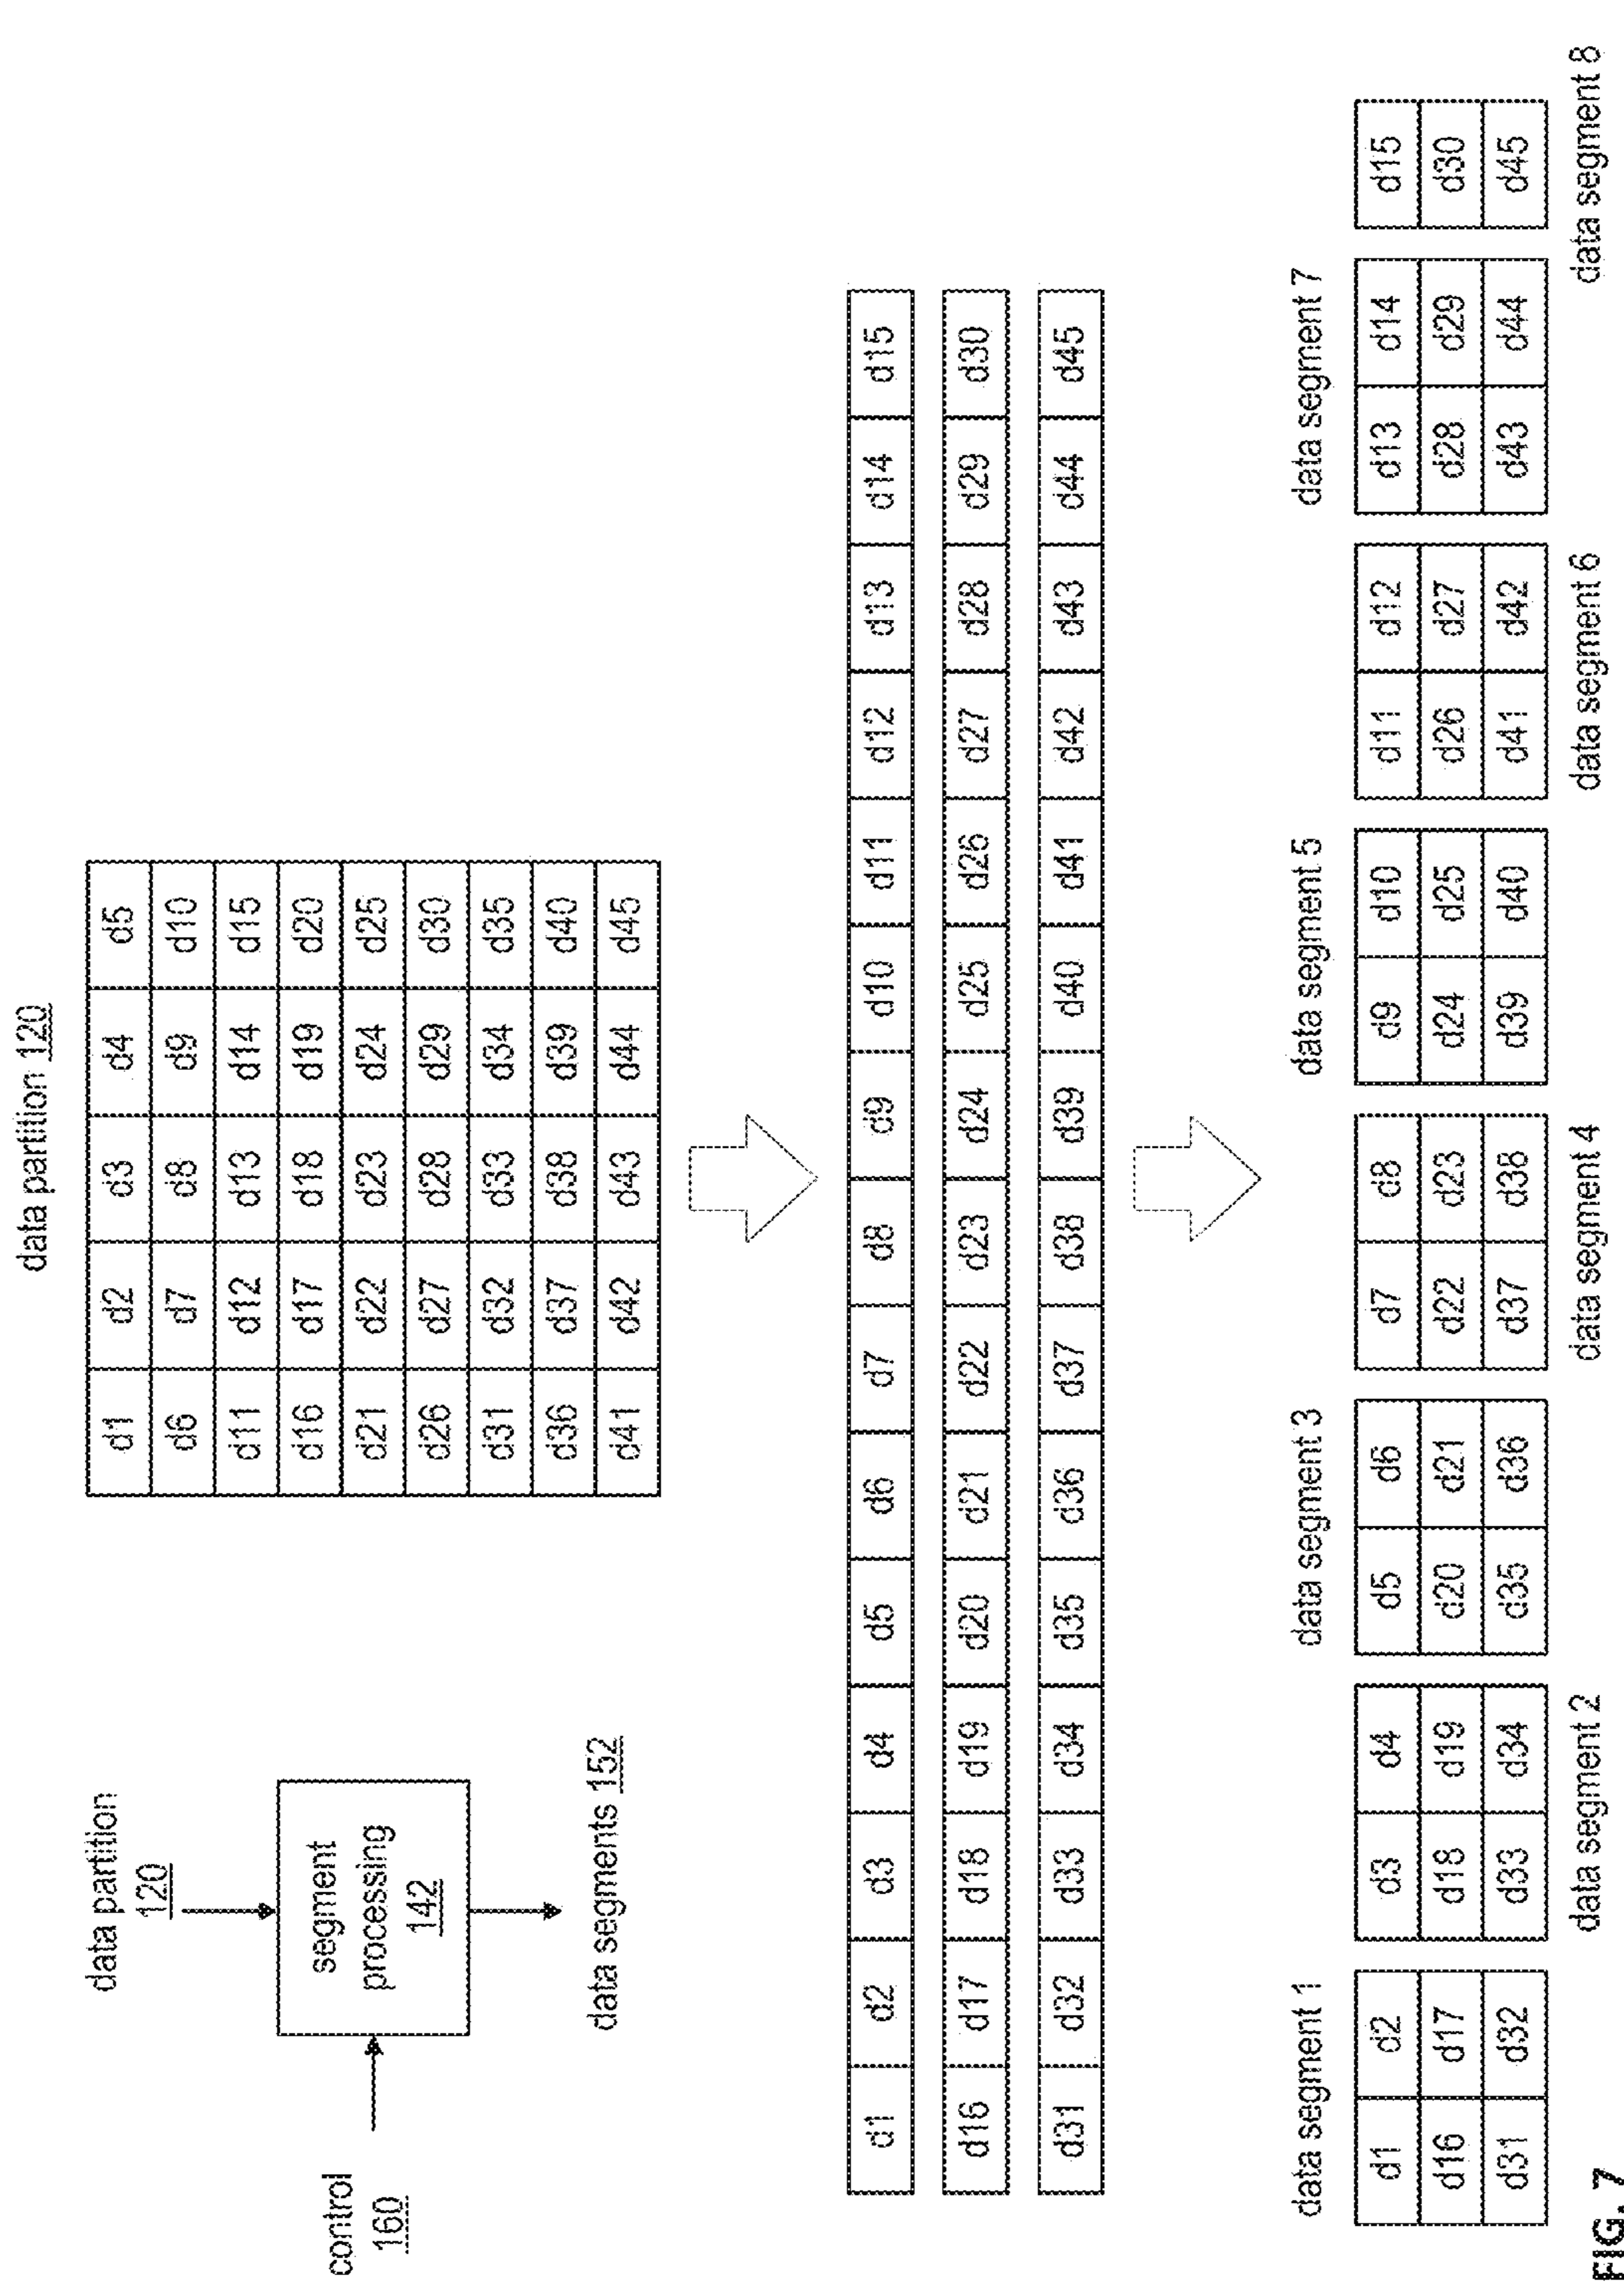 data partition
120
control
160
segment
processing
142
data segments 152
data partition 120
d1 d2 d3 d4 d5
d6 d7 d8 d9 d10
d11 d12 d13 d14 d15
d16 d17 d18 d19 d20
d21 d22 d23 d24 d25
d26 d27 d28 d29 d30
d31 d32 d33 d34 d35
d36 d37 d38 d39 d40
d41 d42 d43 d44 d45
d1 d2 d3 d4 d5 d6 d7 d8 d9 d10 d11 d12 d13 d14 d15
d16 d17 d18 d19 d20 d21 d22 d23 d24 d25 d26 d27 d28 d29 d30
d31 d32 d33 d34 d35 d36 d37 d38 d39 d40 d41 d42 d43 d44 d45
data segment 1 data segment 3 data segment 5 data segment 7
d1 d2 d3 d4 d5 d6 d7 d8 d9 d10 d11 d12 d13 d14 d15
d16 d17 d18 d19 d20 d21 d22 d23 d24 d25 d26 d27 d28 d29 d30
d31 d32 d33 d34 d35 d36 d37 d38 d39 d40 d41 d42 d43 d44 d45
data segment 2 data segment 4 data segment 6 data segment 8
FIG. 7